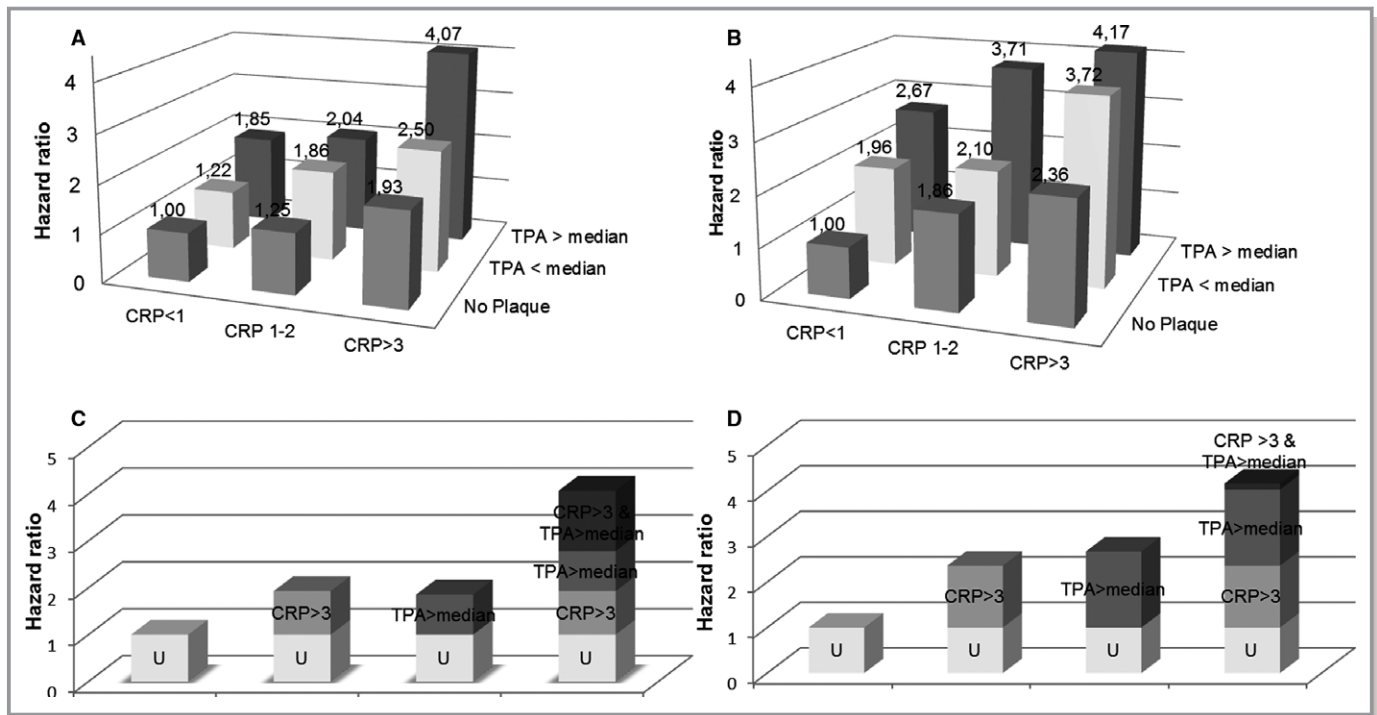 A
Hazard ratio
4
3
2
1
0
4,07
1,85
2,04
2,50
1,22
1,86
1,93
1,00
1,25
TPA > median
TPA < median
No Plaque
CRP<1
CRP 1-2
CRP>3
B
Hazard ratio
4
3
2
1
0
4,17
3,71
3,72
2,67
1,96
2,10
2,36
1,86
1,00
TPA > median
TPA < median
No Plaque
CRP<1
CRP 1-2
CRP>3
C
Hazard ratio
5
4
3
2
1
0
U
CRP>3
U
TPA>median
U
CRP>3 &
TPA>median
TPA>median
CRP>3
U
D
Hazard ratio
5
4
3
2
1
0
U
CRP>3
U
TPA>median
U
CRP >3 &
TPA>median
TPA>median
CRP>3
U